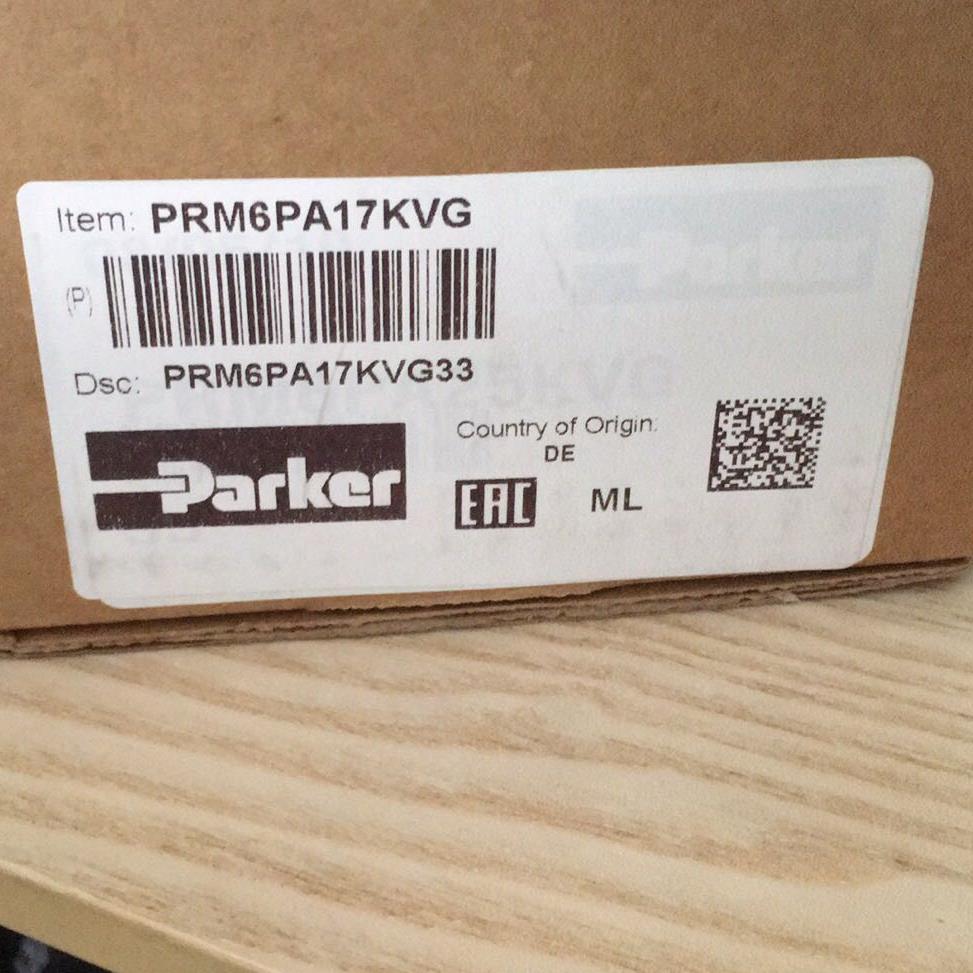 Item: PRM6PA17KVG
(P)
Dsc: PRM6PA17KVG33
Parker
Country of Origin:
DE
EAC ML